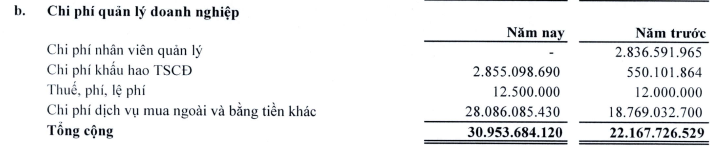 b. Chi phí quản lý doanh nghiệp
Năm nay Năm trước
Chi phí nhân viên quản lý - 2.836.591.965
Chi phí khấu hao TSCĐ 2.855.098.690 550.101.864
Thuế, phí, lệ phí 12.500.000 12.000.000
Chi phí dịch vụ mua ngoài và bằng tiền khác 28.086.085.430 18.769.032.700
Tổng cộng 30.953.684.120 22.167.726.529